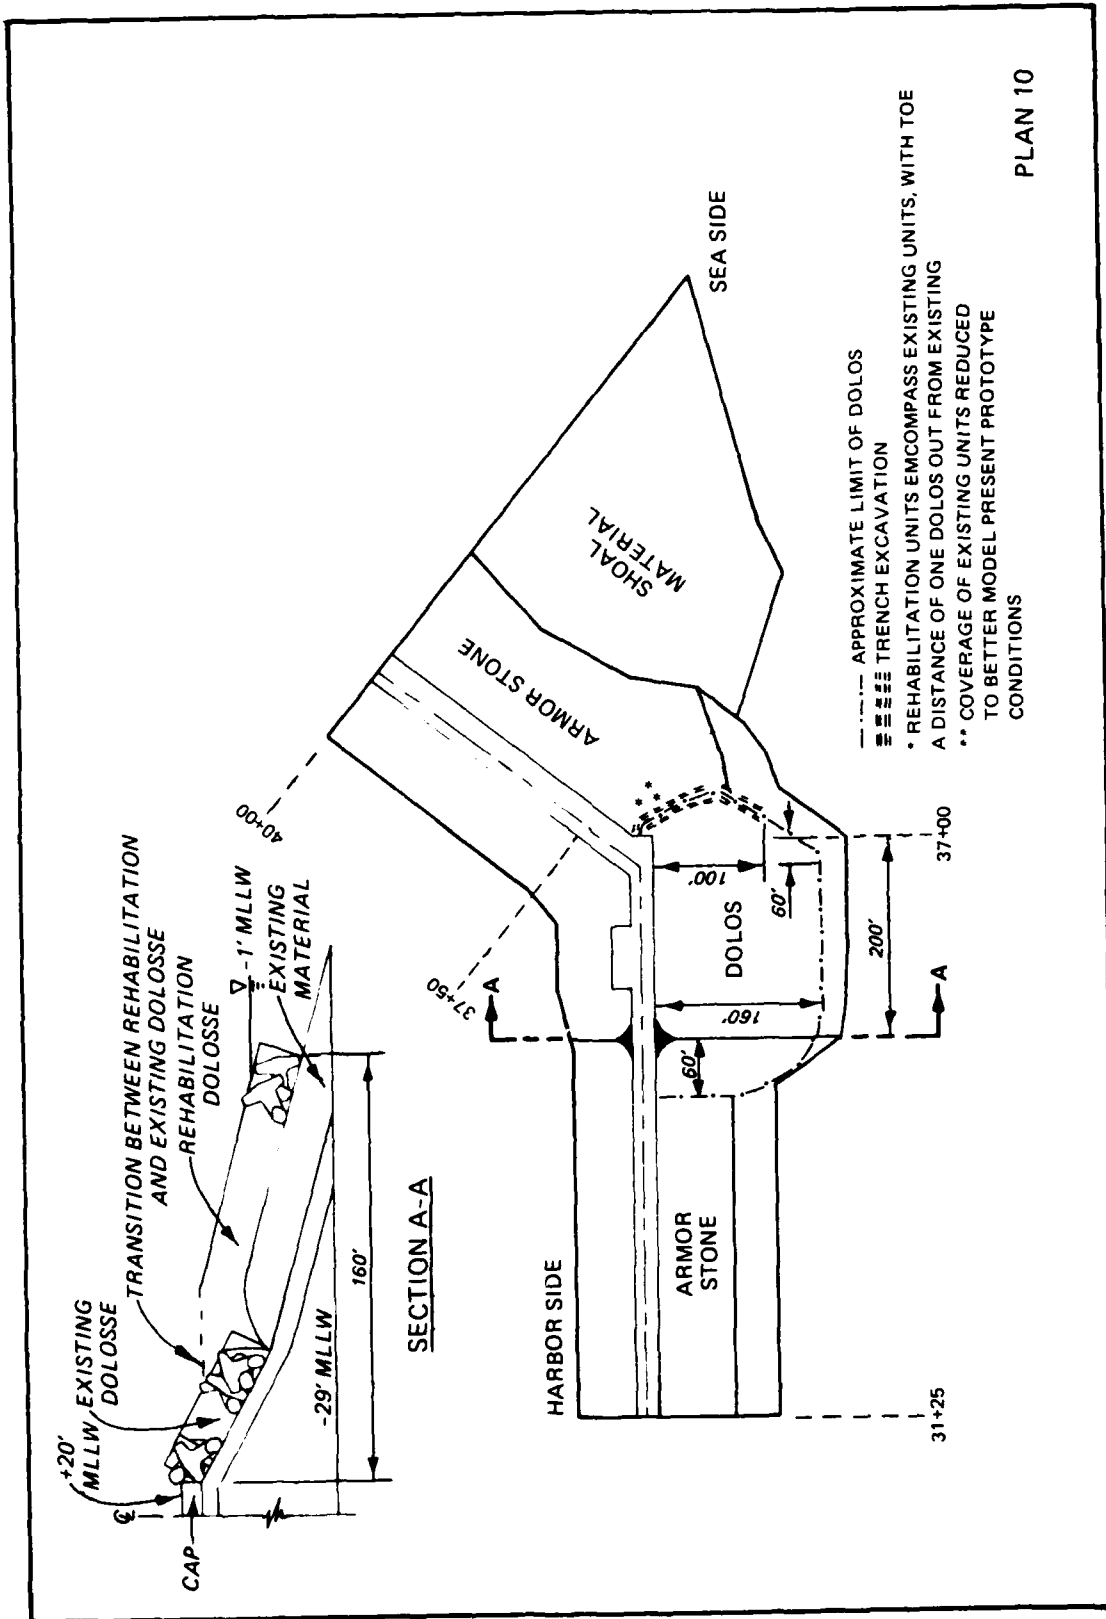 +20'
MLLW
EXISTING
DOLOSSE
TRANSITION BETWEEN REHABILITATION
AND EXISTING DOLOSSE
REHABILITATION
DOLOSSE
-1' MLLW
EXISTING
MATERIAL
℄
CAP
-29' MLLW
160'
SECTION A-A
HARBOR SIDE
40+00
37+50
A
ARMOR STONE
SHOAL
MATERIAL
SEA SIDE
ARMOR
STONE
60'
160'
DOLOS
100'
60'
* * * *
200'
A
31+25
37+00
APPROXIMATE LIMIT OF DOLOS
TRENCH EXCAVATION
* REHABILITATION UNITS EMCOMPASS EXISTING UNITS, WITH TOE
A DISTANCE OF ONE DOLOS OUT FROM EXISTING
** COVERAGE OF EXISTING UNITS REDUCED
TO BETTER MODEL PRESENT PROTOTYPE
CONDITIONS
PLAN 10